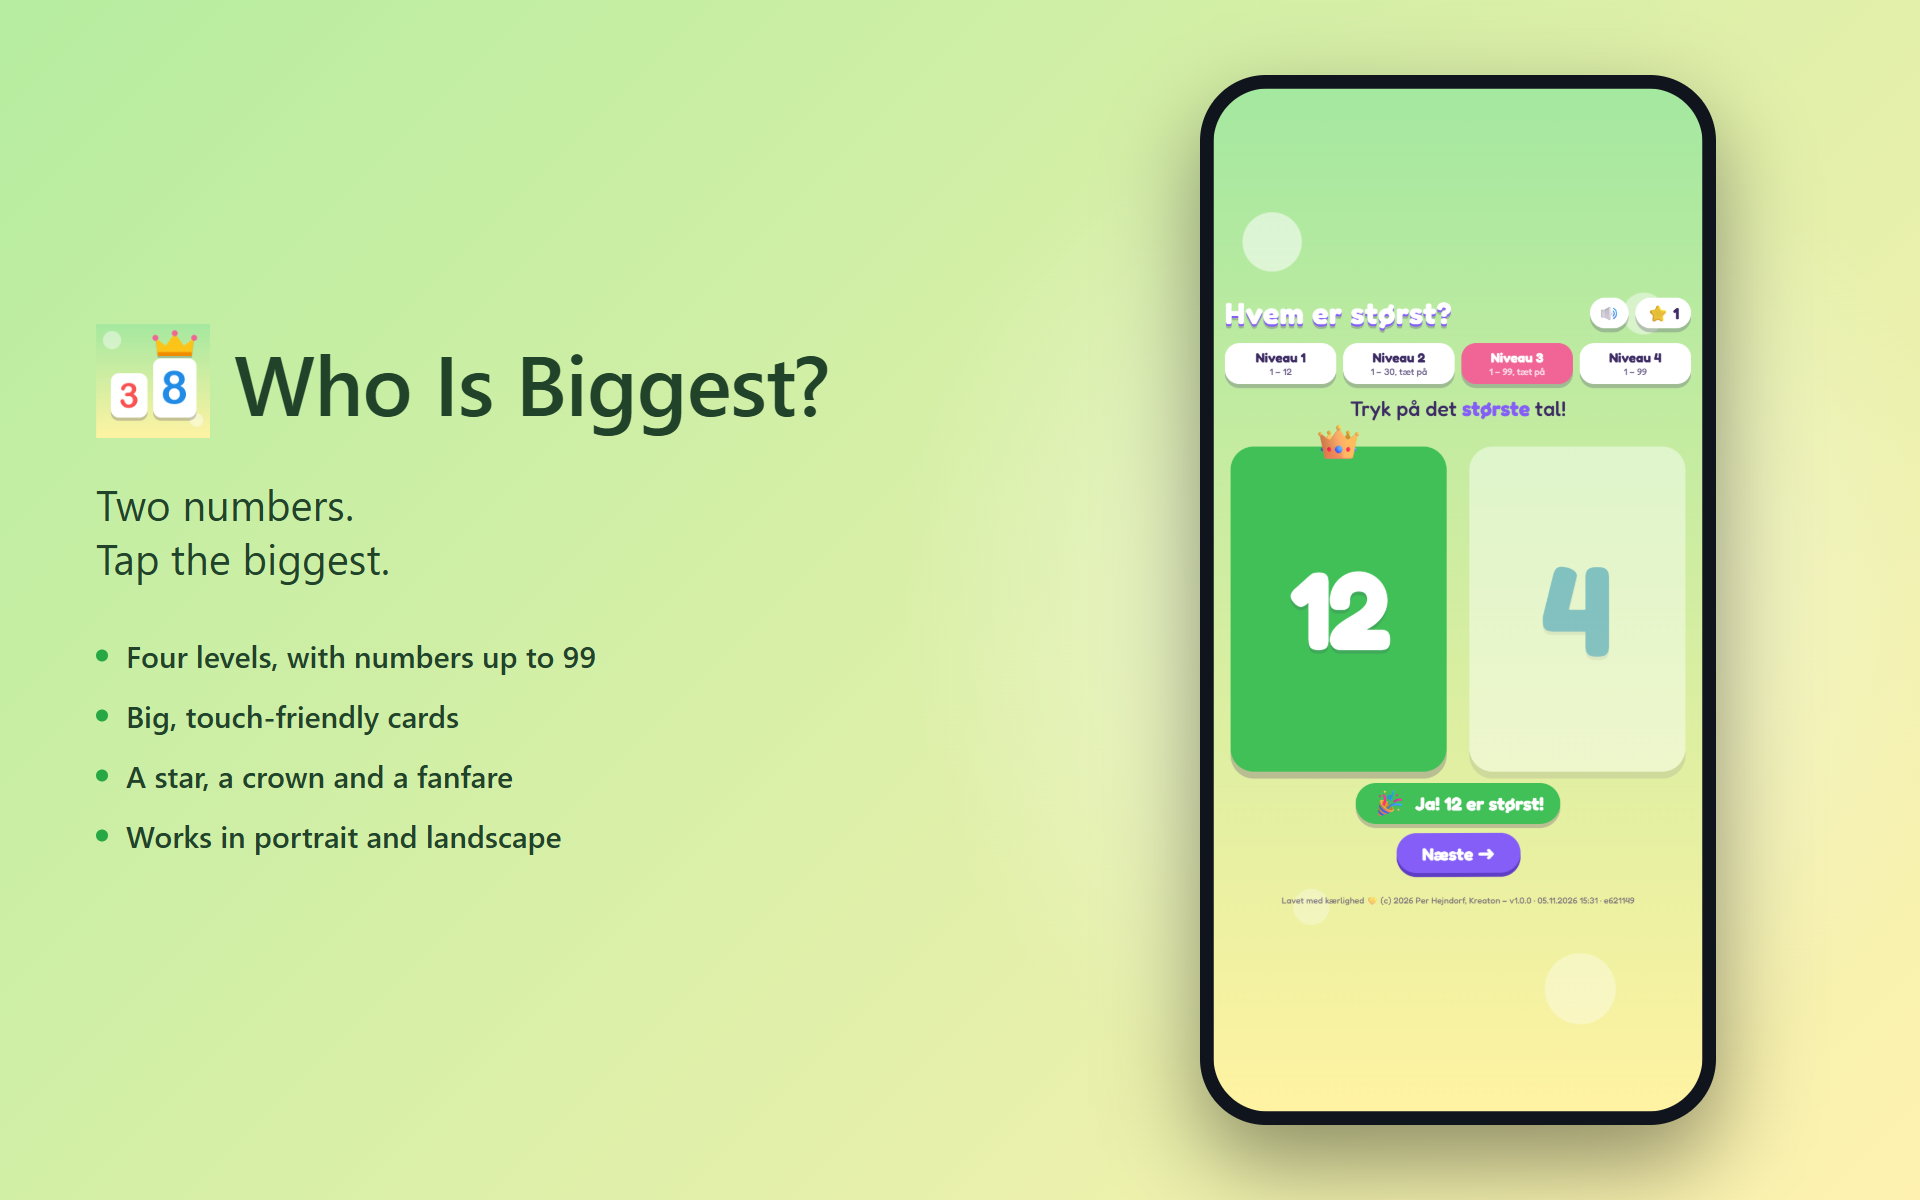 3 8
Who Is Biggest?
Two numbers.
Tap the biggest.
Four levels, with numbers up to 99
Big, touch-friendly cards
A star, a crown and a fanfare
Works in portrait and landscape
Hvem er størst?
1
Niveau 1
1 – 12
Niveau 2
1 – 30, tæt på
Niveau 3
1 – 99, tæt på
Niveau 4
1 – 99
Tryk på det største tal!
12
4
Ja! 12 er størst!
Næste ➜
Lavet med kærlighed 🧡 (c) 2026 Per Hejndorf, Kreaton – v1.0.0 · 05.11.2026 15:31 · e621149